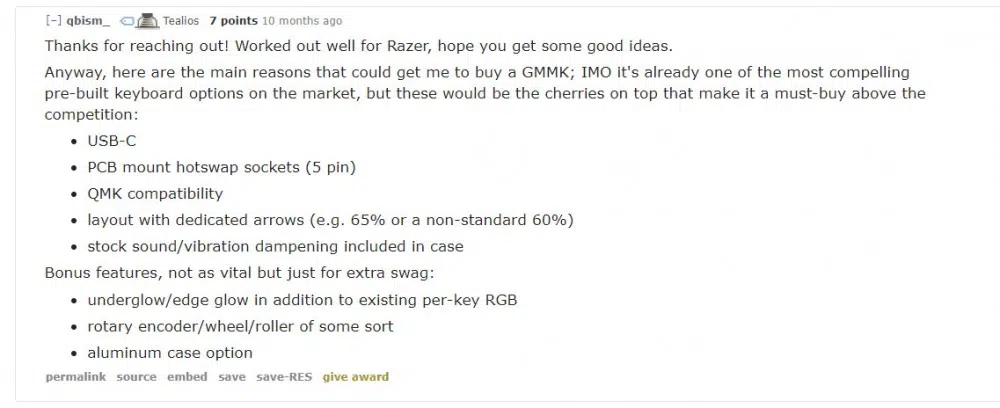 [-] qbism_ Tealios 7 points 10 months ago
Thanks for reaching out! Worked out well for Razer, hope you get some good ideas.
Anyway, here are the main reasons that could get me to buy a GMMK; IMO it's already one of the most compelling
pre-built keyboard options on the market, but these would be the cherries on top that make it a must-buy above the
competition:
• USB-C
• PCB mount hotswap sockets (5 pin)
• QMK compatibility
• layout with dedicated arrows (e.g. 65% or a non-standard 60%)
• stock sound/vibration dampening included in case
Bonus features, not as vital but just for extra swag:
• underglow/edge glow in addition to existing per-key RGB
• rotary encoder/wheel/roller of some sort
• aluminum case option
permalink source embed save save-RES give award